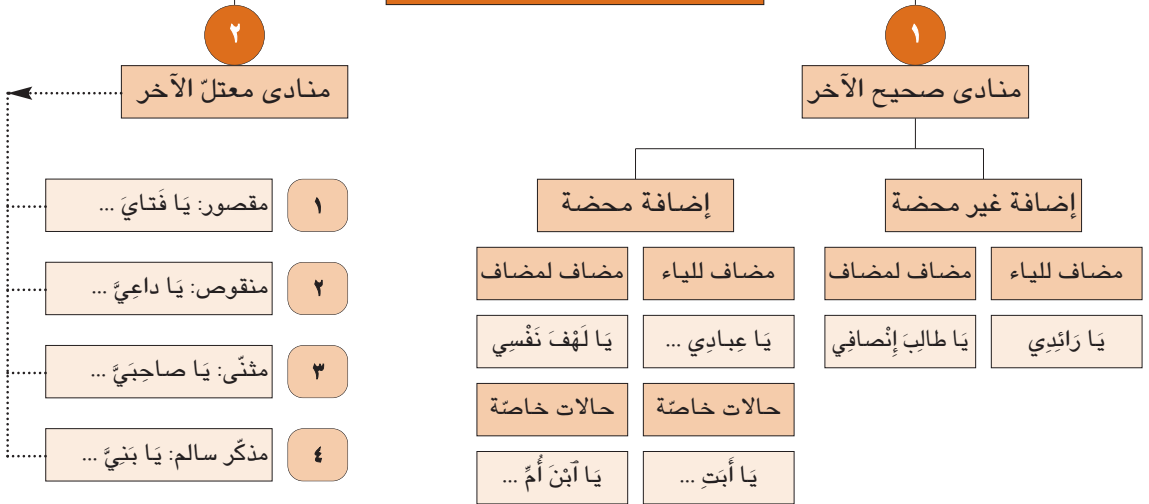 ١
منادى صحيح الآخر
إضافة غير محضة
مضاف للياء
يَا رَائِدِي
مضاف لمضاف
يَا طالِبَ إِنْصافِي
إضافة محضة
مضاف للياء
يَا عِبادِي ...
حالات خاصّة
يَا أَبَتِ ...
مضاف لمضاف
يَا لَهْفَ نَفْسِي
حالات خاصّة
يَا ٱبْنَ أُمِّ ...
٢
منادى معتلّ الآخر
١ مقصور: يَا فَتايَ ...
٢ منقوص: يَا داعِيَّ ...
٣ مثنّى: يَا صاحِبَيَّ ...
٤ مذكّر سالم: يَا بَنِيَّ ...